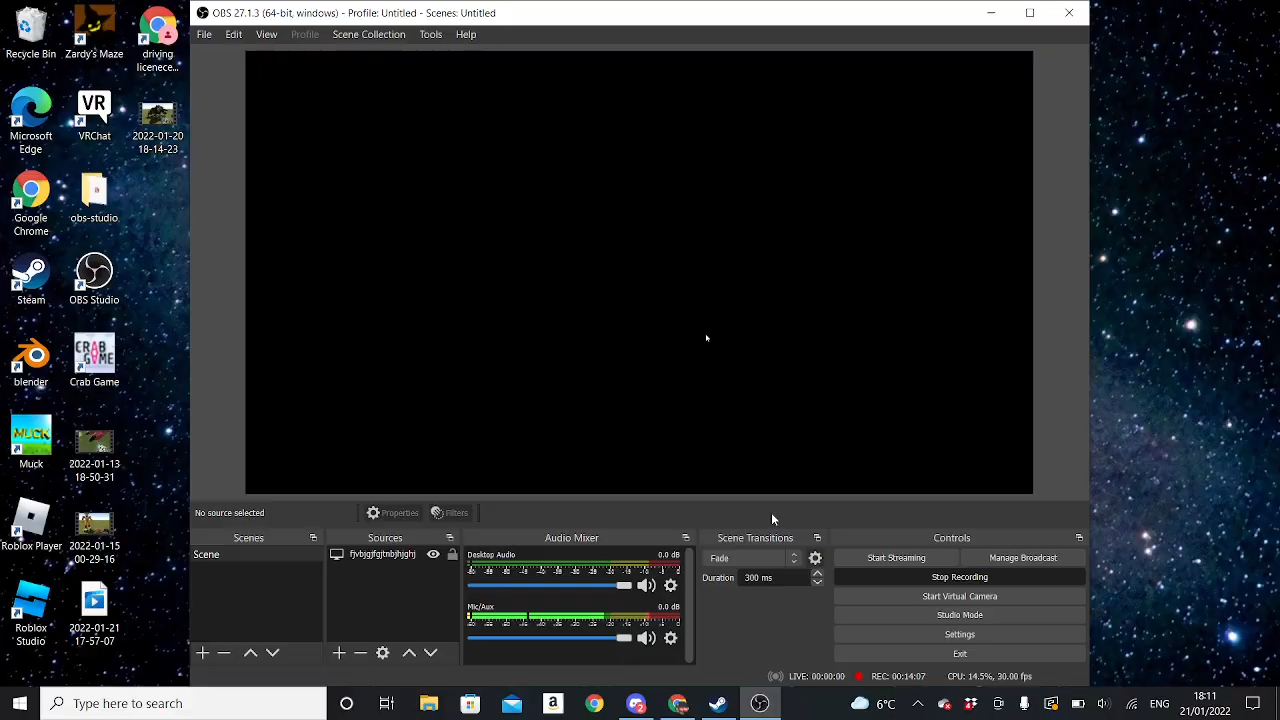 OBS 27.1.3 (64-bit, windows) - Profile: Untitled - Scenes: Untitled
File Edit View Profile Scene Collection Tools Help
Recycle Bin
Zardy's Maze
driving
licenece...
Microsoft
Edge
VR
VRChat
2022-01-20
18-14-23
Google
Chrome
obs-studio
Steam
OBS Studio
blender
CRAB
GAME
Crab Game
MUCK
Muck
2022-01-13
18-50-31
Roblox Player
2022-01-15
00-29-16
Roblox
Studio
2022-01-21
17-57-07
No source selected
Properties
Filters
Scenes
Sources
Audio Mixer
Scene Transitions
Controls
Scene
Desktop Audio
0.0 dB
Mic/Aux
0.0 dB
Fade
Duration
300 ms
Start Streaming
Manage Broadcast
Stop Recording
Start Virtual Camera
Studio Mode
Settings
Exit
LIVE: 00:00:00
REC: 00:14:07
CPU: 14.5%, 30.00 fps
Type here to search
6°C
ENG
18:11
21/01/2022